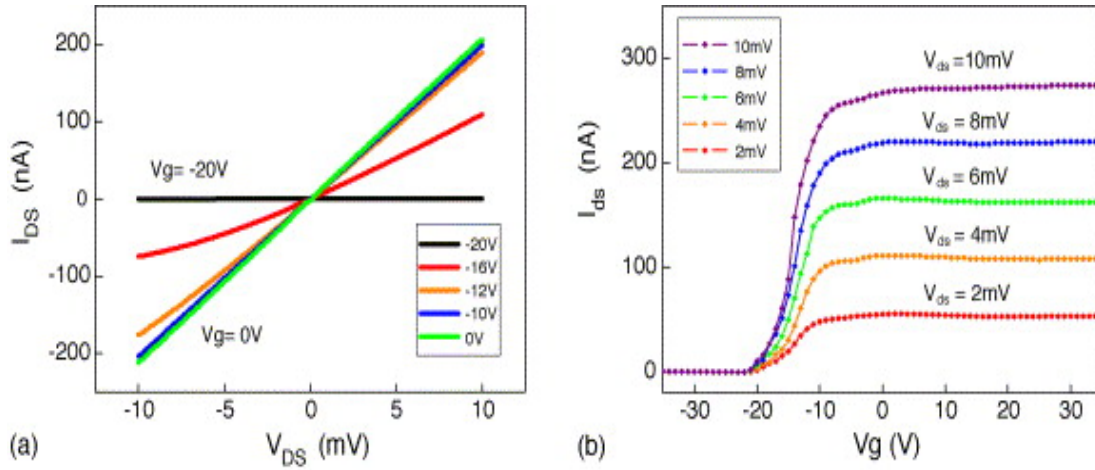 200
100
0
-100
-200
I_DS (nA)
Vg= -20V
Vg= 0V
-20V
-16V
-12V
-10V
0V
-10 -5 0 5 10
V_DS (mV)
(a)
300
200
100
0
I_ds (nA)
10mV
8mV
6mV
4mV
2mV
V_ds =10mV
V_ds = 8mV
V_ds = 6mV
V_ds = 4mV
V_ds = 2mV
-30 -20 -10 0 10 20 30
Vg (V)
(b)